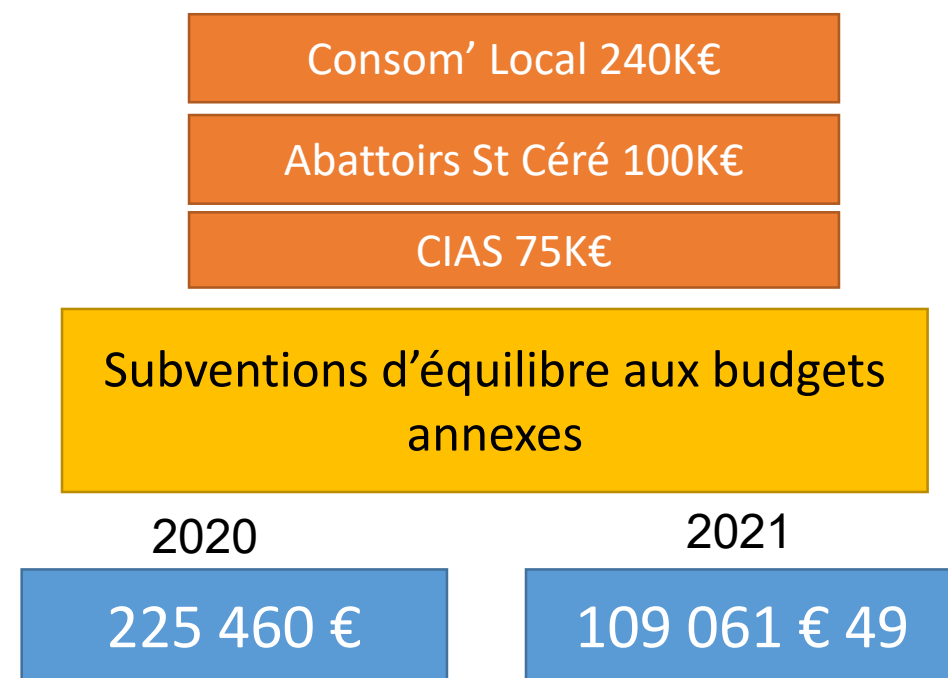 Consom’ Local 240K€
Abattoirs St Céré 100K€
CIAS 75K€
Subventions d’équilibre aux budgets
annexes
2020
2021
225 460 €
109 061 € 49